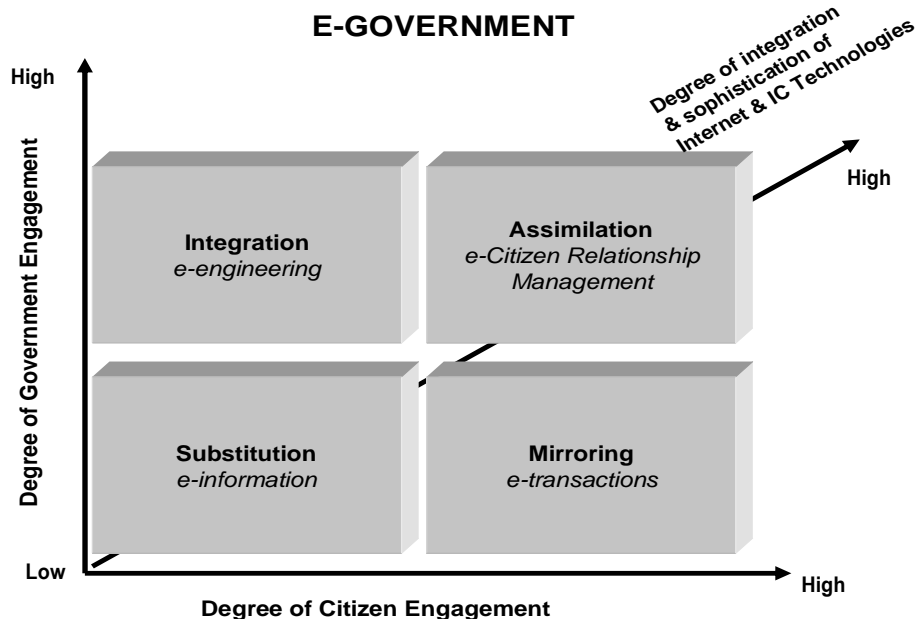 E-GOVERNMENT
High
Degree of integration
& sophistication of
Internet & IC Technologies
High
Degree of Government Engagement
Integration
e-engineering
Assimilation
e-Citizen Relationship
Management
Substitution
e-information
Mirroring
e-transactions
Low
High
Degree of Citizen Engagement